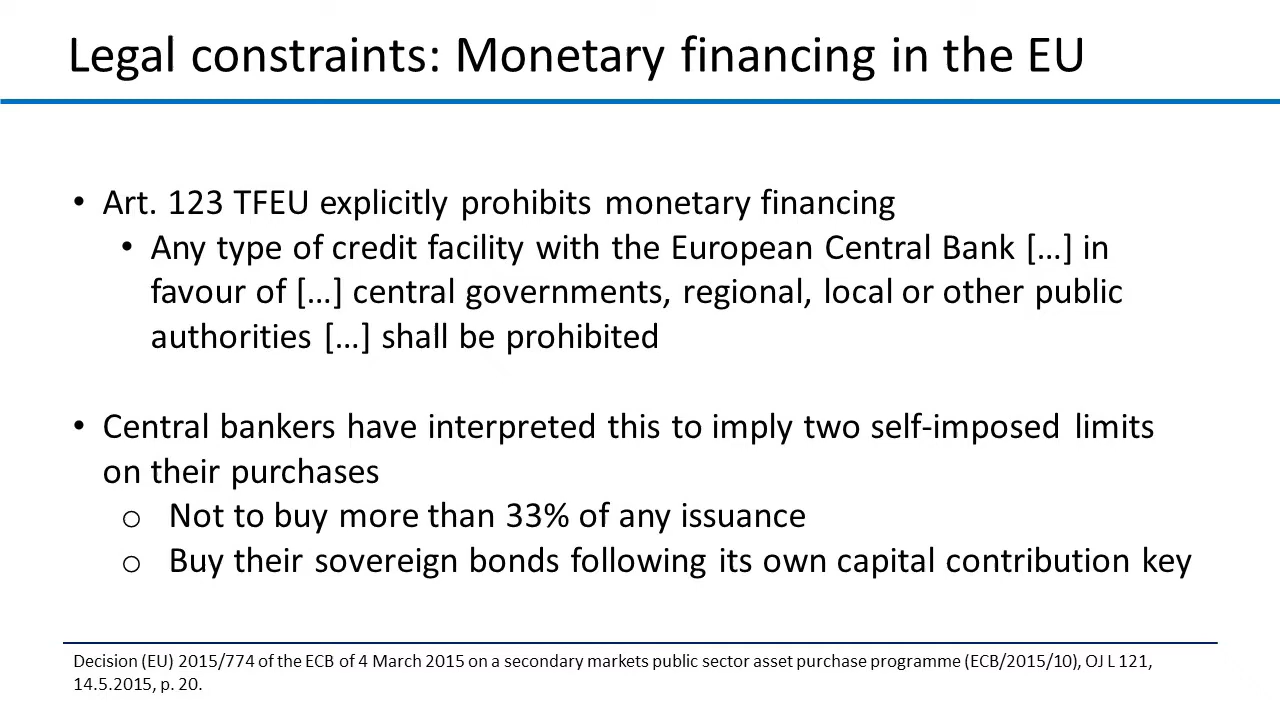 Legal constraints: Monetary financing in the EU
• Art. 123 TFEU explicitly prohibits monetary financing
• Any type of credit facility with the European Central Bank […] in
favour of […] central governments, regional, local or other public
authorities […] shall be prohibited
• Central bankers have interpreted this to imply two self-imposed limits
on their purchases
o Not to buy more than 33% of any issuance
o Buy their sovereign bonds following its own capital contribution key
Decision (EU) 2015/774 of the ECB of 4 March 2015 on a secondary markets public sector asset purchase programme (ECB/2015/10), OJ L 121,
14.5.2015, p. 20.